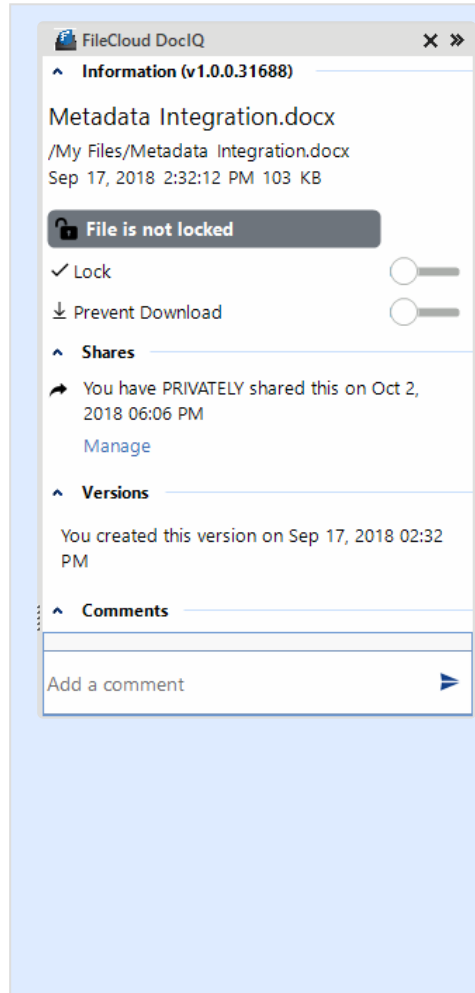 FileCloud DocIQ
Information (v1.0.0.31688)
Metadata Integration.docx
/My Files/Metadata Integration.docx
Sep 17, 2018 2:32:12 PM 103 KB
File is not locked
Lock
Prevent Download
Shares
You have PRIVATELY shared this on Oct 2,
2018 06:06 PM
Manage
Versions
You created this version on Sep 17, 2018 02:32
PM
Comments
Add a comment